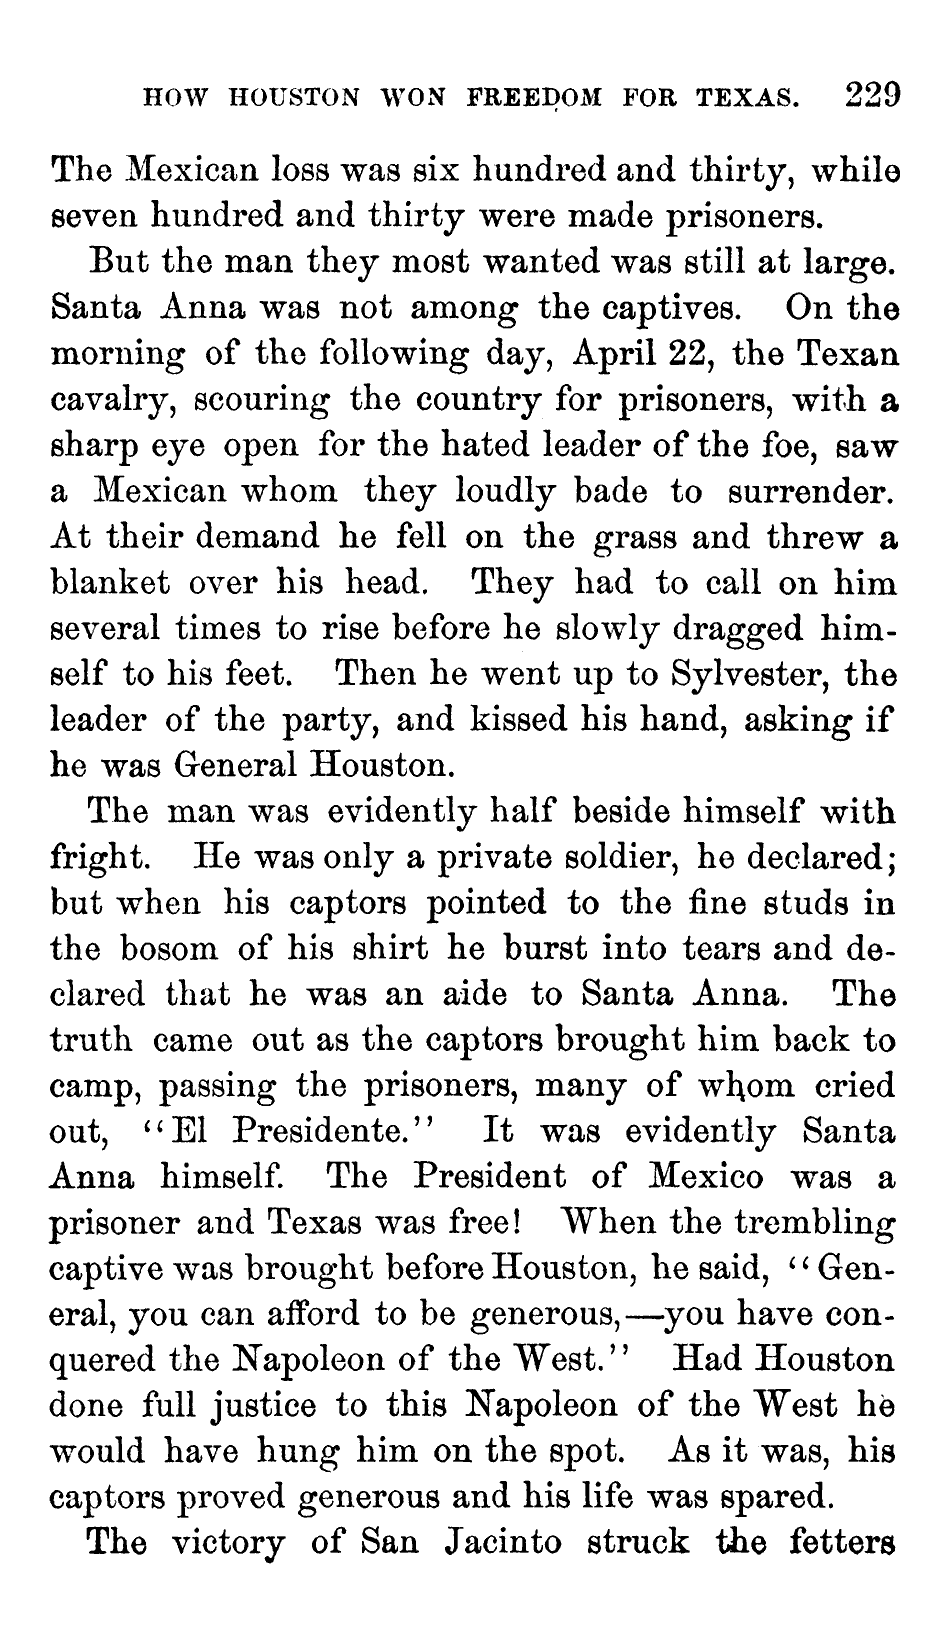 HOW HOUSTON WON FREEDOM FOR TEXAS. 229
The Mexican loss was six hundred and thirty, while
seven hundred and thirty were made prisoners.
But the man they most wanted was still at large.
Santa Anna was not among the captives. On the
morning of the following day, April 22, the Texan
cavalry, scouring the country for prisoners, with a
sharp eye open for the hated leader of the foe, saw
a Mexican whom they loudly bade to surrender.
At their demand he fell on the grass and threw a
blanket over his head. They had to call on him
several times to rise before he slowly dragged him-
self to his feet. Then he went up to Sylvester, the
leader of the party, and kissed his hand, asking if
he was General Houston.
The man was evidently half beside himself with
fright. He was only a private soldier, he declared;
but when his captors pointed to the fine studs in
the bosom of his shirt he burst into tears and de-
clared that he was an aide to Santa Anna. The
truth came out as the captors brought him back to
camp, passing the prisoners, many of whom cried
out, "El Presidente." It was evidently Santa
Anna himself. The President of Mexico was a
prisoner and Texas was free! When the trembling
captive was brought before Houston, he said, "Gen-
eral, you can afford to be generous,—you have con-
quered the Napoleon of the West." Had Houston
done full justice to this Napoleon of the West he
would have hung him on the spot. As it was, his
captors proved generous and his life was spared.
The victory of San Jacinto struck the fetters